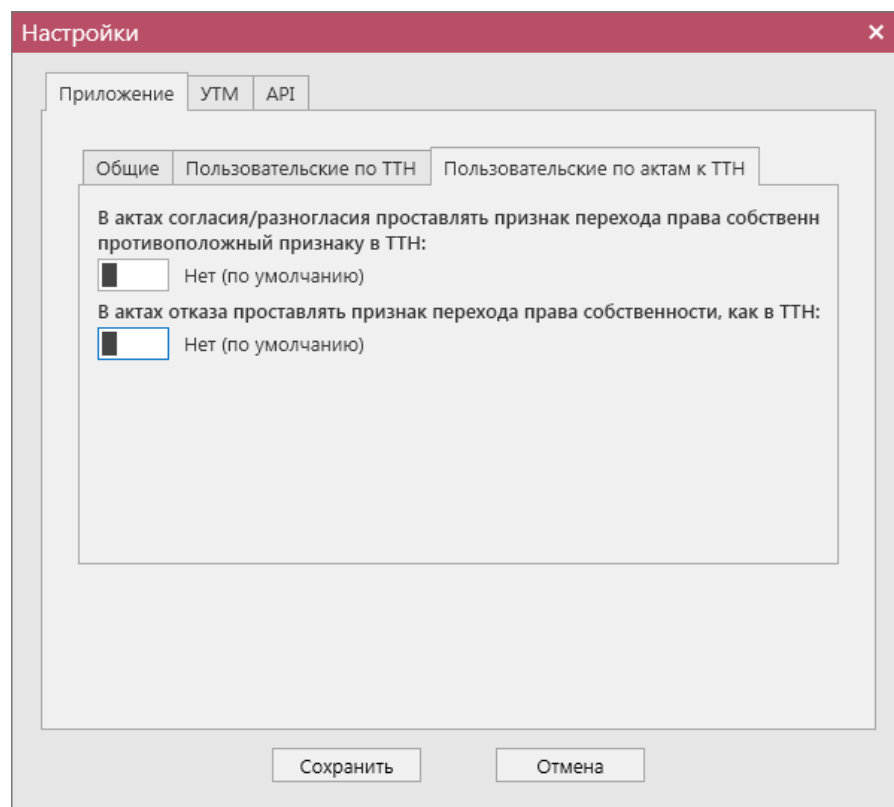 Настройки
Приложение УТМ API
Общие Пользовательские по ТТН Пользовательские по актам к ТТН
В актах согласия/разногласия проставлять признак перехода права собственн
противоположный признаку в ТТН:
Нет (по умолчанию)
В актах отказа проставлять признак перехода права собственности, как в ТТН:
Нет (по умолчанию)
Сохранить Отмена